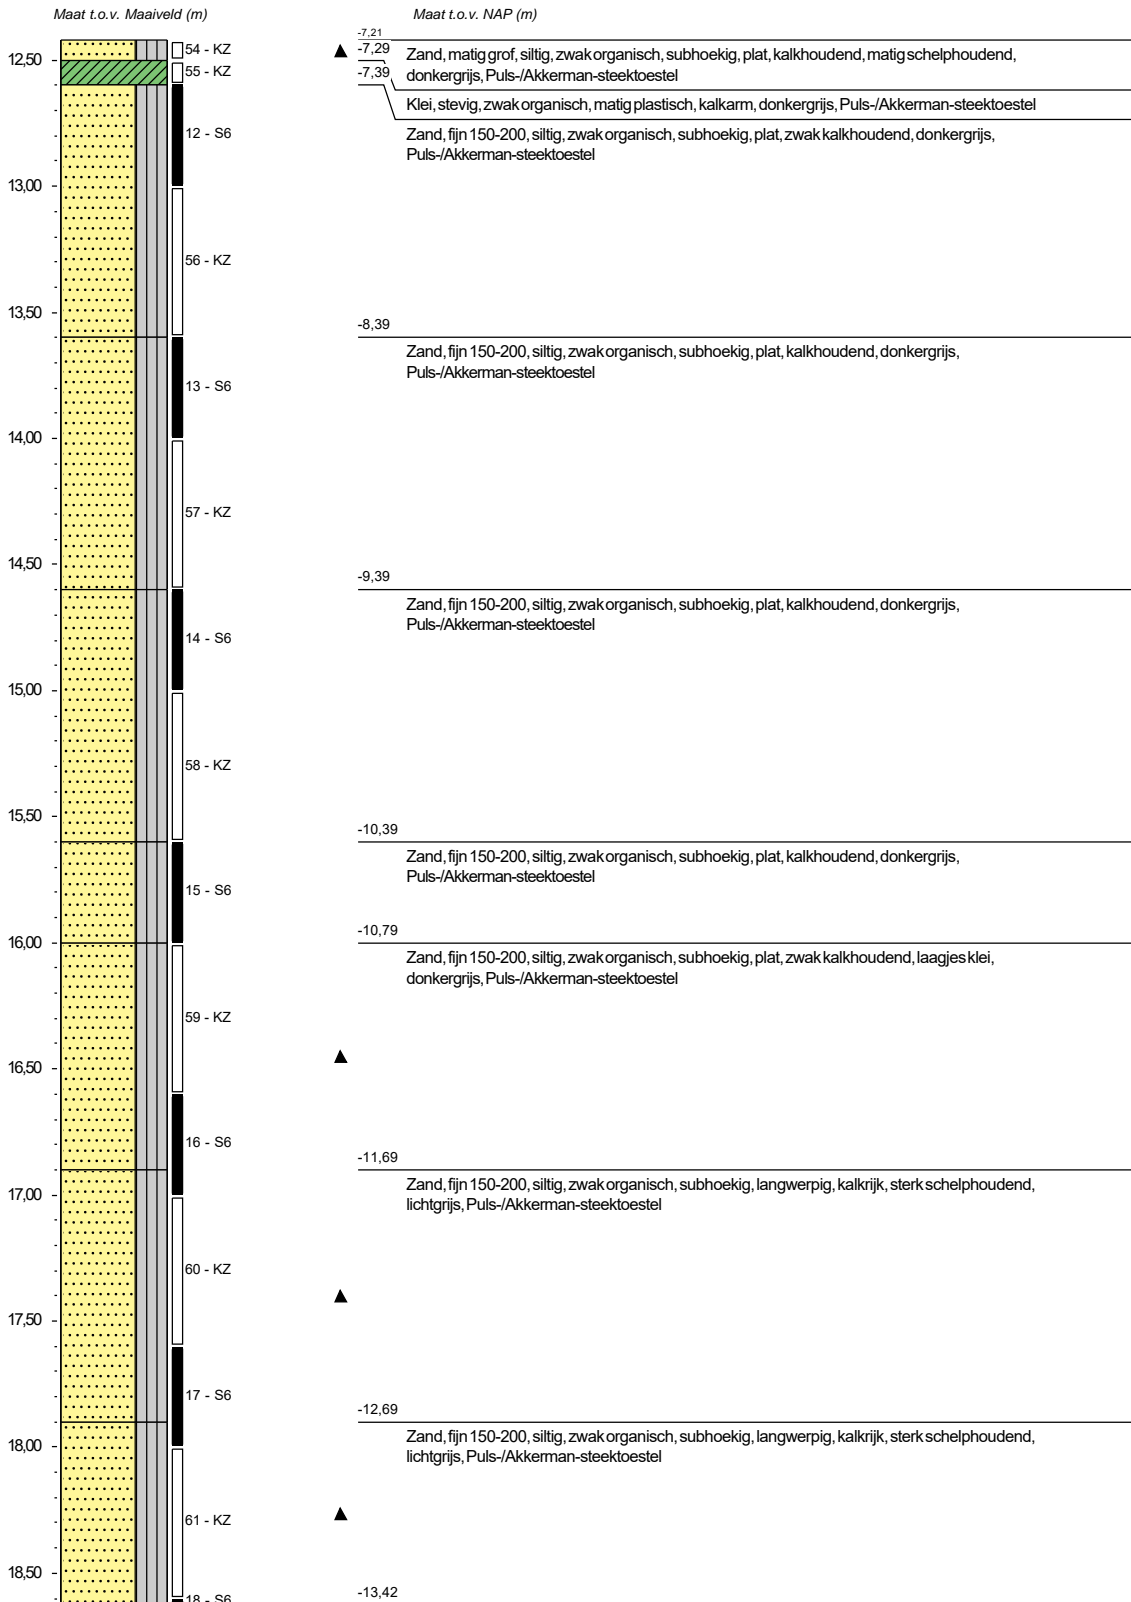 Maat t.o.v. Maaiveld (m)
Maat t.o.v. NAP (m)
-7,21
54 - KZ
-7,29
Zand, matig grof, siltig, zwak organisch, subhoekig, plat, kalkhoudend, matig schelphoudend,
donkergrijs, Puls-/Akkerman-steektoestel
12,50
55 - KZ
-7,39
Klei, stevig, zwak organisch, matig plastisch, kalkarm, donkergrijs, Puls-/Akkerman-steektoestel
12 - S6
Zand, fijn 150-200, siltig, zwak organisch, subhoekig, plat, zwak kalkhoudend, donkergrijs,
Puls-/Akkerman-steektoestel
13,00
56 - KZ
13,50
-8,39
Zand, fijn 150-200, siltig, zwak organisch, subhoekig, plat, kalkhoudend, donkergrijs,
Puls-/Akkerman-steektoestel
13 - S6
14,00
57 - KZ
14,50
-9,39
Zand, fijn 150-200, siltig, zwak organisch, subhoekig, plat, kalkhoudend, donkergrijs,
Puls-/Akkerman-steektoestel
14 - S6
15,00
58 - KZ
15,50
-10,39
Zand, fijn 150-200, siltig, zwak organisch, subhoekig, plat, kalkhoudend, donkergrijs,
Puls-/Akkerman-steektoestel
15 - S6
-10,79
16,00
Zand, fijn 150-200, siltig, zwak organisch, subhoekig, plat, zwak kalkhoudend, laagjes klei,
donkergrijs, Puls-/Akkerman-steektoestel
59 - KZ
16,50
16 - S6
-11,69
17,00
Zand, fijn 150-200, siltig, zwak organisch, subhoekig, langwerpig, kalkrijk, sterk schelphoudend,
lichtgrijs, Puls-/Akkerman-steektoestel
60 - KZ
17,50
17 - S6
-12,69
18,00
Zand, fijn 150-200, siltig, zwak organisch, subhoekig, langwerpig, kalkrijk, sterk schelphoudend,
lichtgrijs, Puls-/Akkerman-steektoestel
61 - KZ
18,50
18 - S6
-13,42